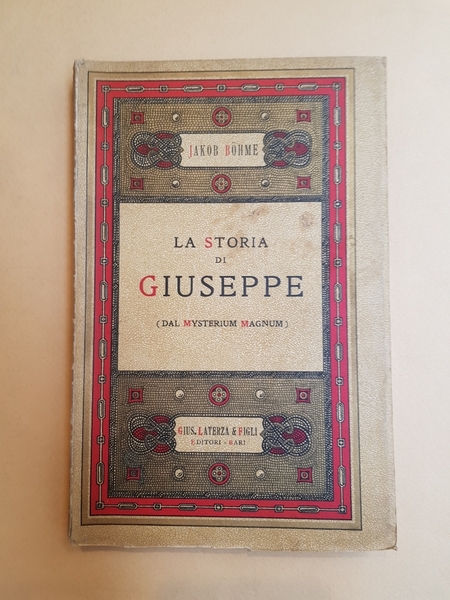 JAKOB BÖHME
LA STORIA
DI
GIUSEPPE
(DAL MYSTERIUM MAGNUM)
GIUS. LATERZA & FIGLI
EDITORI - BARI